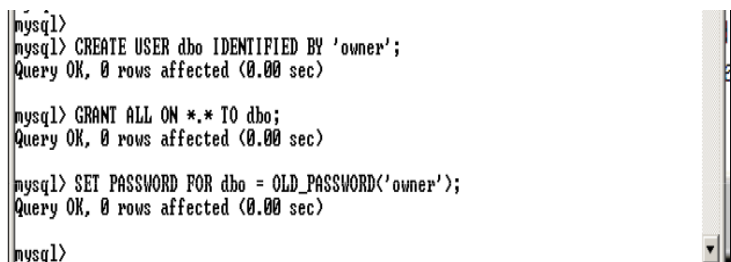 mysql>
mysql> CREATE USER dbo IDENTIFIED BY 'owner';
Query OK, 0 rows affected (0.00 sec)
mysql> GRANT ALL ON *.* TO dbo;
Query OK, 0 rows affected (0.00 sec)
mysql> SET PASSWORD FOR dbo = OLD_PASSWORD('owner');
Query OK, 0 rows affected (0.00 sec)
mysql>